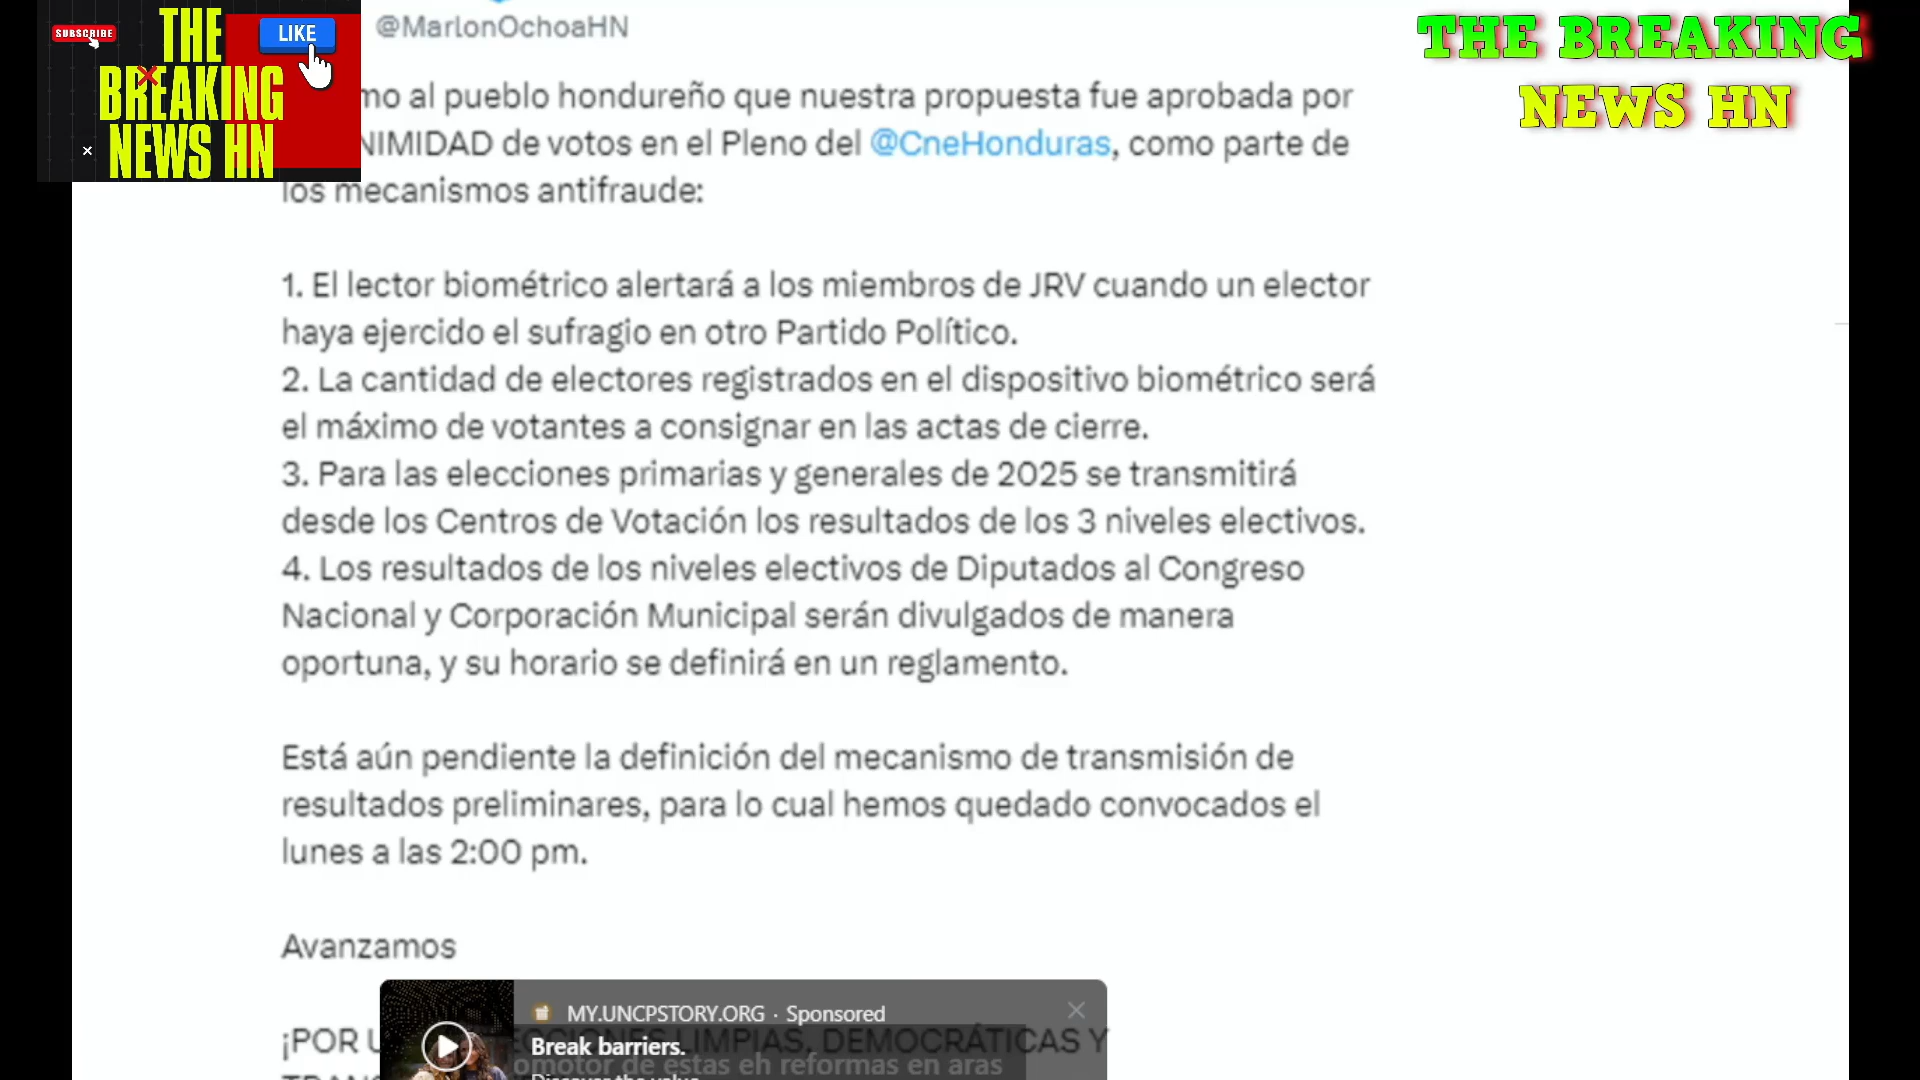 SUBSCRIBE
THE
BREAKING
NEWS HN
LIKE
THE BREAKING
NEWS HN
@MarlonOchoaHN
mo al pueblo hondureño que nuestra propuesta fue aprobada por
NIMIDAD de votos en el Pleno del @CneHonduras, como parte de
los mecanismos antifraude:
1. El lector biométrico alertará a los miembros de JRV cuando un elector
haya ejercido el sufragio en otro Partido Político.
2. La cantidad de electores registrados en el dispositivo biométrico será
el máximo de votantes a consignar en las actas de cierre.
3. Para las elecciones primarias y generales de 2025 se transmitirá
desde los Centros de Votación los resultados de los 3 niveles electivos.
4. Los resultados de los niveles electivos de Diputados al Congreso
Nacional y Corporación Municipal serán divulgados de manera
oportuna, y su horario se definirá en un reglamento.
Está aún pendiente la definición del mecanismo de transmisión de
resultados preliminares, para lo cual hemos quedado convocados el
lunes a las 2:00 pm.
Avanzamos
MY.UNCPSTORY.ORG · Sponsored
¡POR U ECCIONES LIMPIAS, DEMOCRÁTICAS Y
Break barriers.
omotor de estas eh reformas en aras